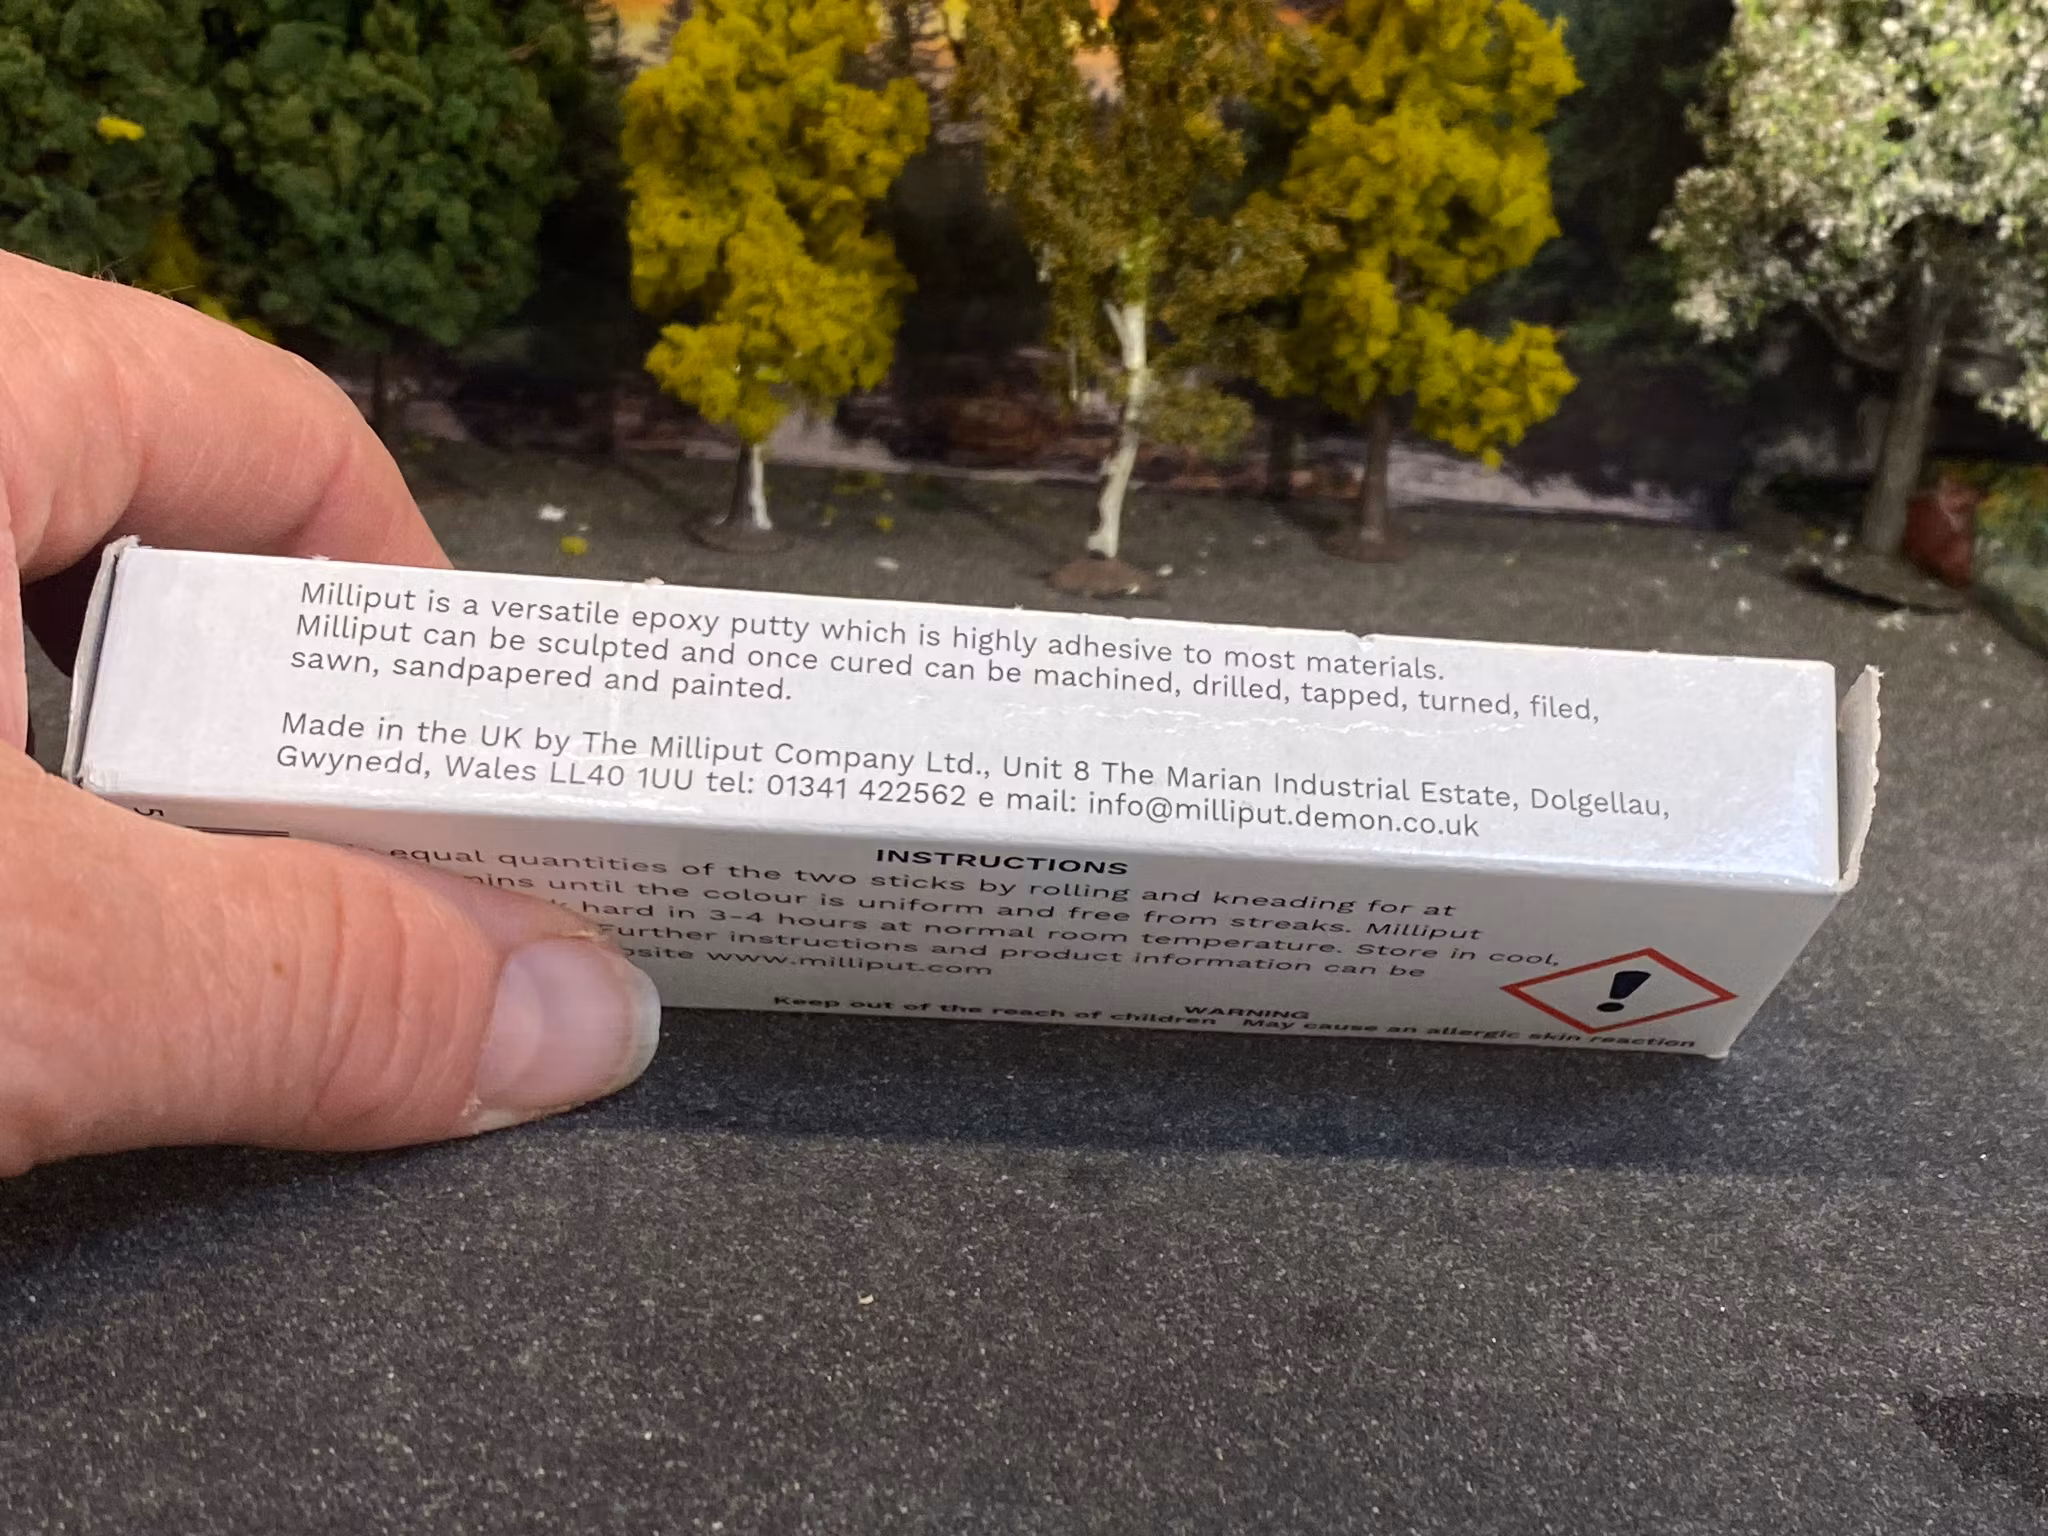 Milliput is a versatile epoxy putty which is highly adhesive to most materials.
Milliput can be sculpted and once cured can be machined, drilled, tapped, turned, filed,
sawn, sandpapered and painted.
Made in the UK by The Milliput Company Ltd., Unit 8 The Marian Industrial Estate, Dolgellau,
Gwynedd, Wales LL40 1UU tel: 01341 422562 e mail: info@milliput.demon.co.uk
INSTRUCTIONS
equal quantities of the two sticks by rolling and kneading for at
mins until the colour is uniform and free from streaks. Milliput
hard in 3-4 hours at normal room temperature. Store in cool,
Further instructions and product information can be
www.milliput.com
WARNING
Keep out of the reach of children May cause an allergic skin reaction